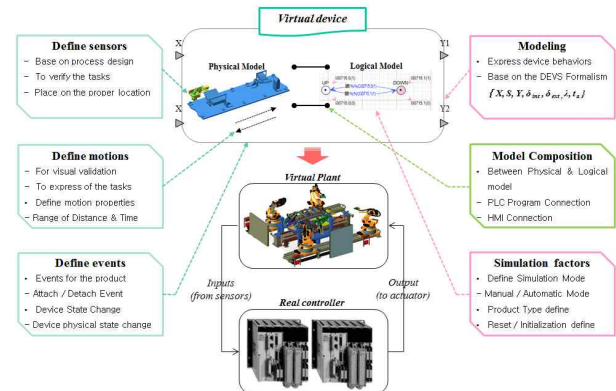 Virtual device
Define sensors
– Base on process design
– To verify the tasks
– Place on the proper location
Define motions
– For visual validation
– To express of the tasks
• Define motion properties
– Range of Distance & Time
Define events
• Events for the product
– Attach / Detach Event
• Device State Change
– Device physical state change
X
X
Physical Model
Logical Model
UP
DOWN
Y1
Y2
Virtual Plant
Inputs
(from sensors)
Output
(to actuator)
Real controller
Modeling
• Express device behaviors
– Base on the DEVS Formalism
{ X, S, Y, δint, δext, λ, ta }
Model Composition
• Between Physical & Logical
model
– PLC Program Connection
– HMI Connection
Simulation factors
• Define Simulation Mode
– Manual / Automatic Mode
• Product Type define
• Reset / Initialization define